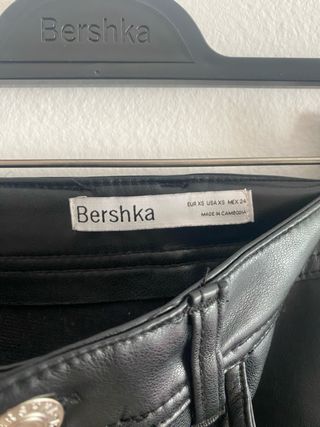 Bershka
Bershka
EUR XS USA XS MEX 24
MADE IN CAMBODIA